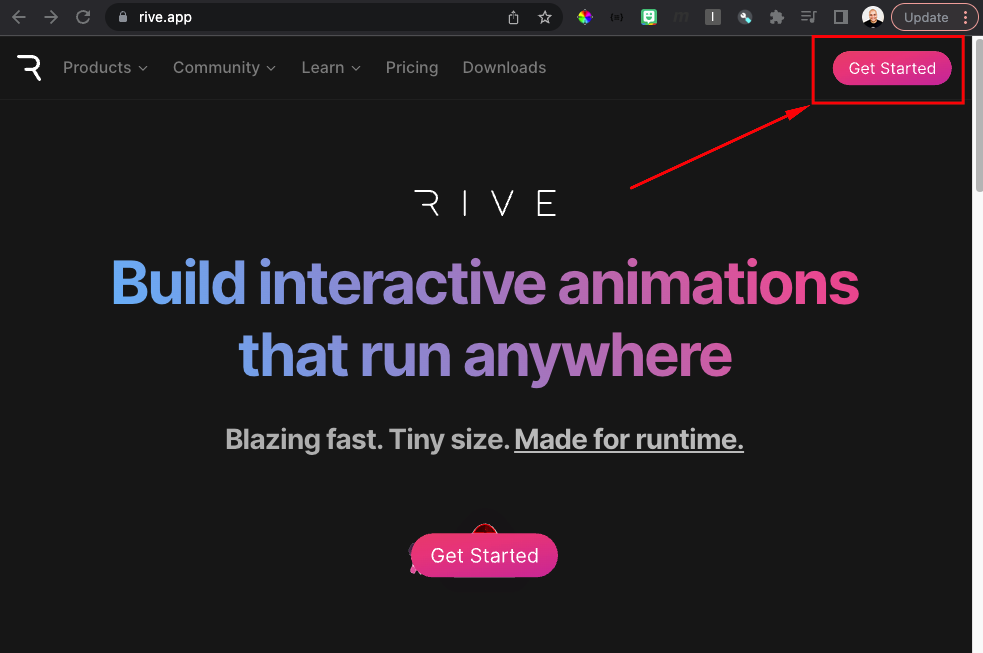 rive.app
Update
Products
Community
Learn
Pricing
Downloads
Get Started
RIVE
Build interactive animations
that run anywhere
Blazing fast. Tiny size. Made for runtime.
Get Started